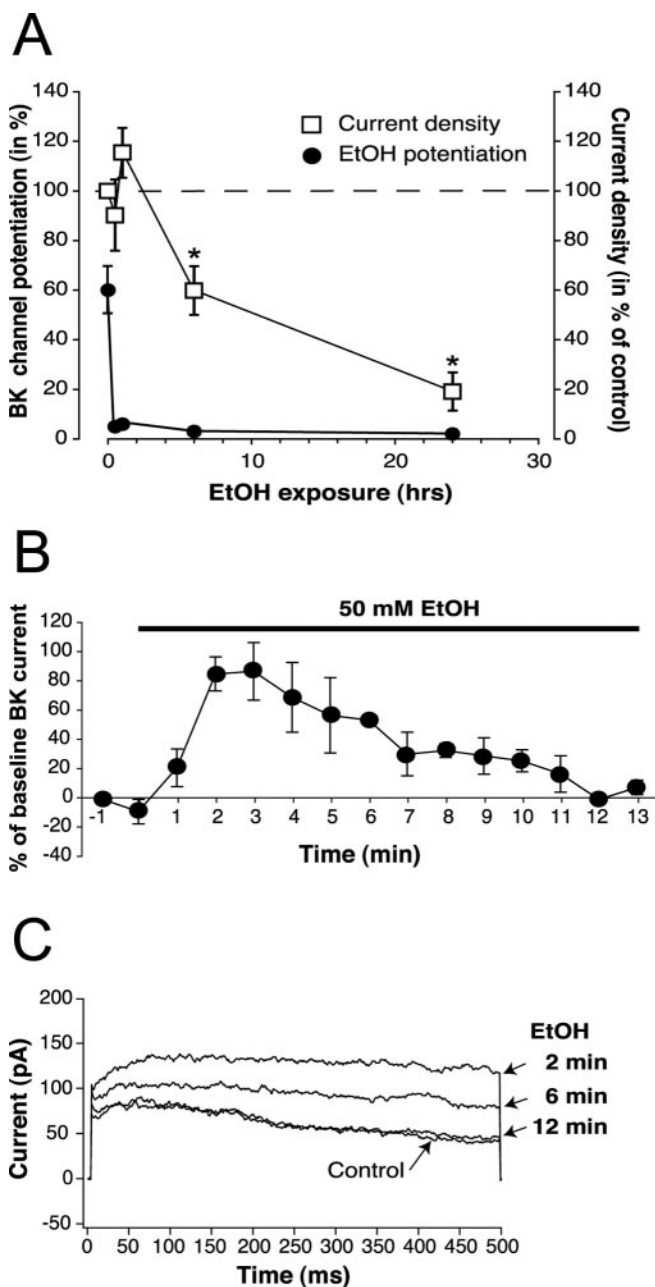 A
BK channel potentiation (in %)
140
120
100
80
60
40
20
0
Current density
EtOH potentiation
*
*
140
120
100
80
60
40
20
0
Current density (in % of control)
0 10 20 30
EtOH exposure (hrs)
B
50 mM EtOH
% of baseline BK current
120
100
80
60
40
20
0
-20
-40
-1 1 2 3 4 5 6 7 8 9 10 11 12 13
Time (min)
C
Current (pA)
200
150
100
50
0
-50
EtOH
2 min
6 min
12 min
Control
0 50 100 150 200 250 300 350 400 450 500
Time (ms)